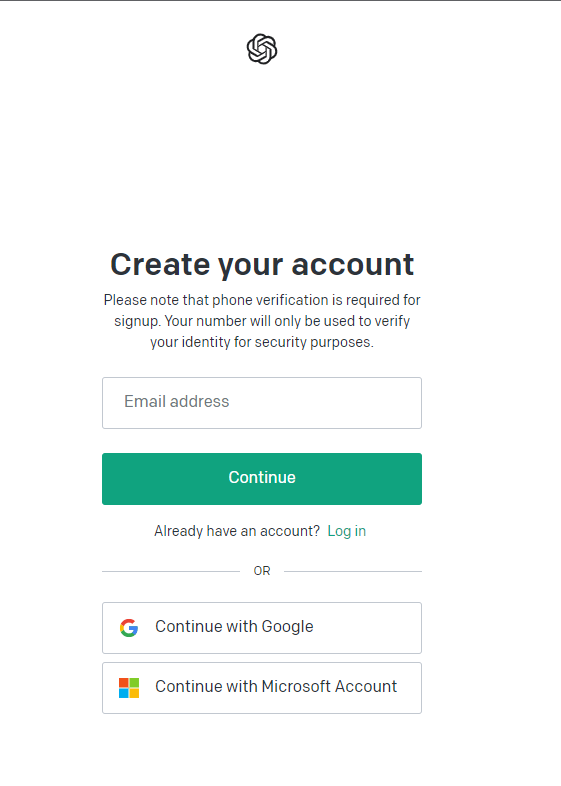 Create your account
Please note that phone verification is required for
signup. Your number will only be used to verify
your identity for security purposes.
Email address
Continue
Already have an account? Log in
OR
Continue with Google
Continue with Microsoft Account